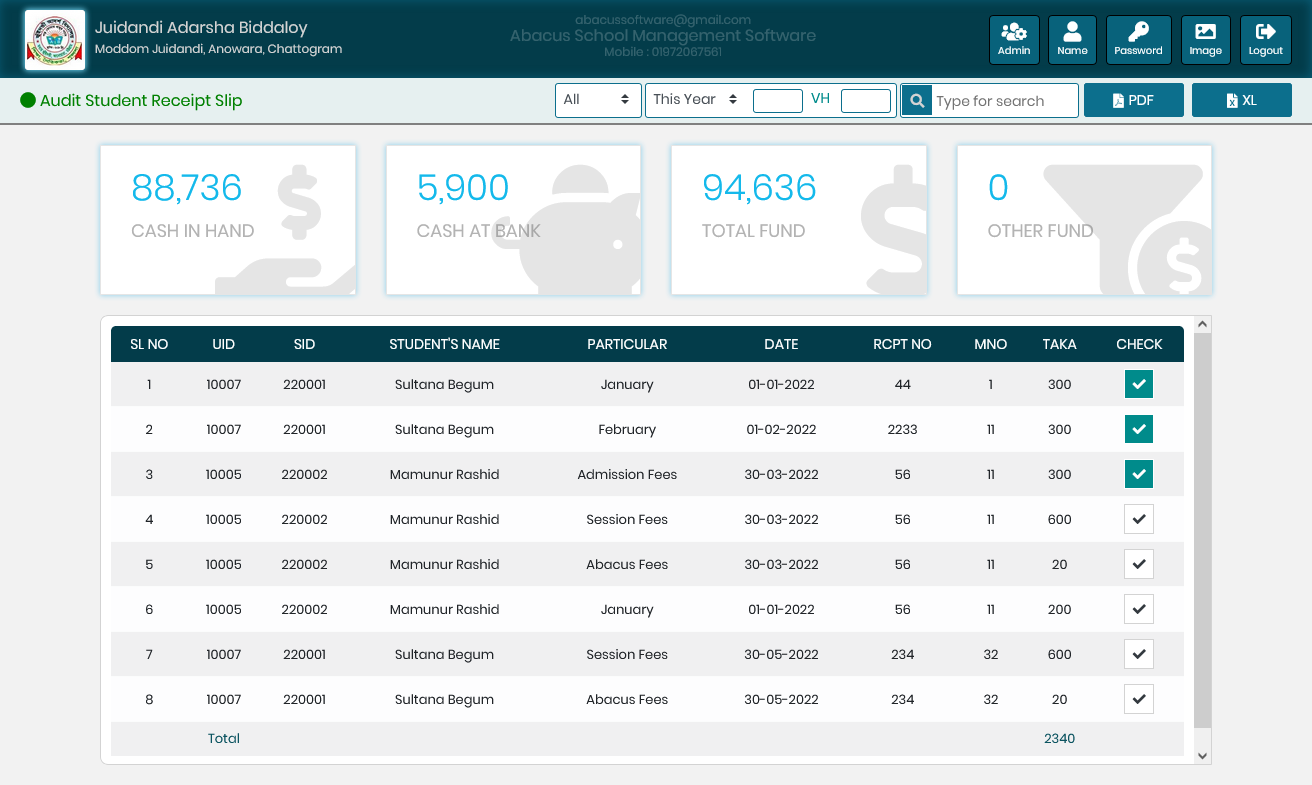 Juidandi Adarsha Biddaloy
Moddom Juidandi, Anowara, Chattogram
abacussoftware@gmail.com
Abacus School Management Software
Mobile : 01972067561
Admin
Name
Password
Image
Logout
Audit Student Receipt Slip
All
This Year
VH
Type for search
PDF
XL
88,736
CASH IN HAND
5,900
CASH AT BANK
94,636
TOTAL FUND
0
OTHER FUND
SL NO UID SID STUDENT'S NAME PARTICULAR DATE RCPT NO MNO TAKA CHECK
1 10007 220001 Sultana Begum January 01-01-2022 44 1 300
2 10007 220001 Sultana Begum February 01-02-2022 2233 11 300
3 10005 220002 Mamunur Rashid Admission Fees 30-03-2022 56 11 300
4 10005 220002 Mamunur Rashid Session Fees 30-03-2022 56 11 600
5 10005 220002 Mamunur Rashid Abacus Fees 30-03-2022 56 11 20
6 10005 220002 Mamunur Rashid January 01-01-2022 56 11 200
7 10007 220001 Sultana Begum Session Fees 30-05-2022 234 32 600
8 10007 220001 Sultana Begum Abacus Fees 30-05-2022 234 32 20
Total 2340